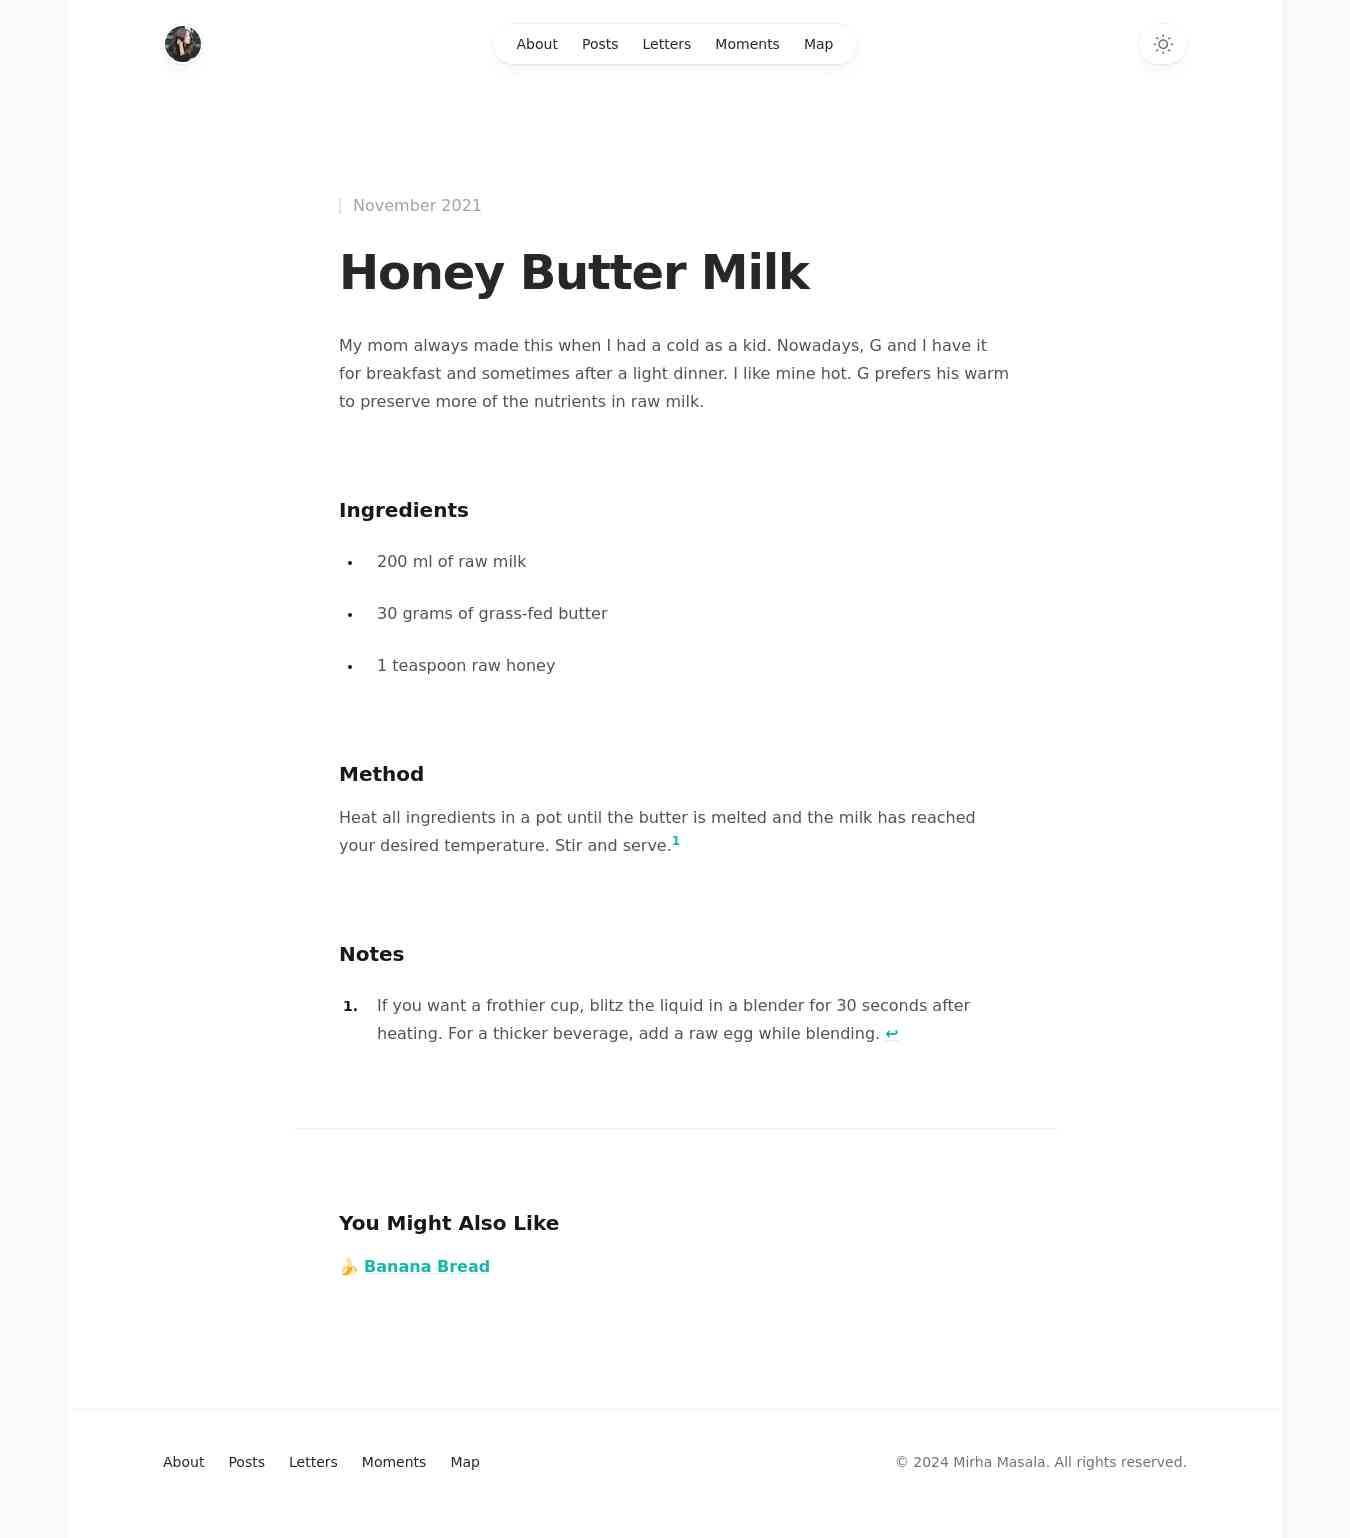 About Posts Letters Moments Map
November 2021
Honey Butter Milk
My mom always made this when I had a cold as a kid. Nowadays, G and I have it
for breakfast and sometimes after a light dinner. I like mine hot. G prefers his warm
to preserve more of the nutrients in raw milk.
Ingredients
• 200 ml of raw milk
• 30 grams of grass-fed butter
• 1 teaspoon raw honey
Method
Heat all ingredients in a pot until the butter is melted and the milk has reached
your desired temperature. Stir and serve.1
Notes
1. If you want a frothier cup, blitz the liquid in a blender for 30 seconds after
heating. For a thicker beverage, add a raw egg while blending. ↩
You Might Also Like
🍌 Banana Bread
About Posts Letters Moments Map
© 2024 Mirha Masala. All rights reserved.